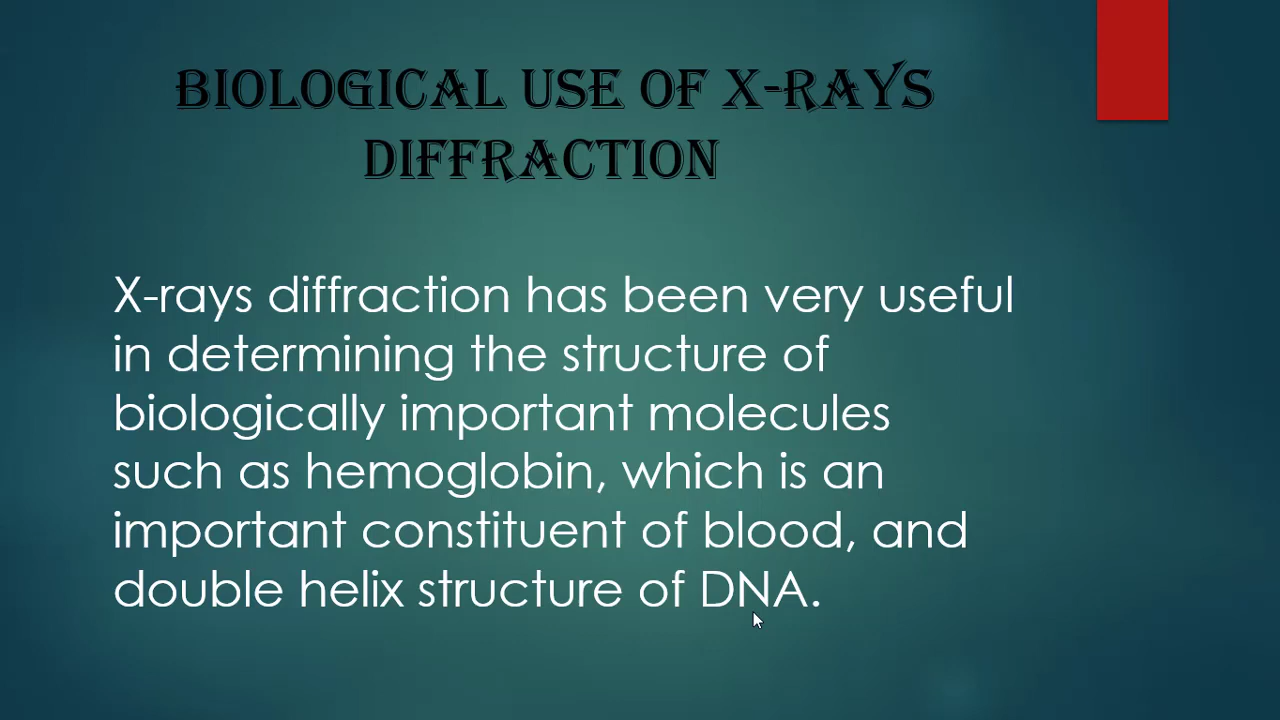 BIOLOGICAL USE OF X-RAYS
DIFFRACTION
X-rays diffraction has been very useful
in determining the structure of
biologically important molecules
such as hemoglobin, which is an
important constituent of blood, and
double helix structure of DNA.